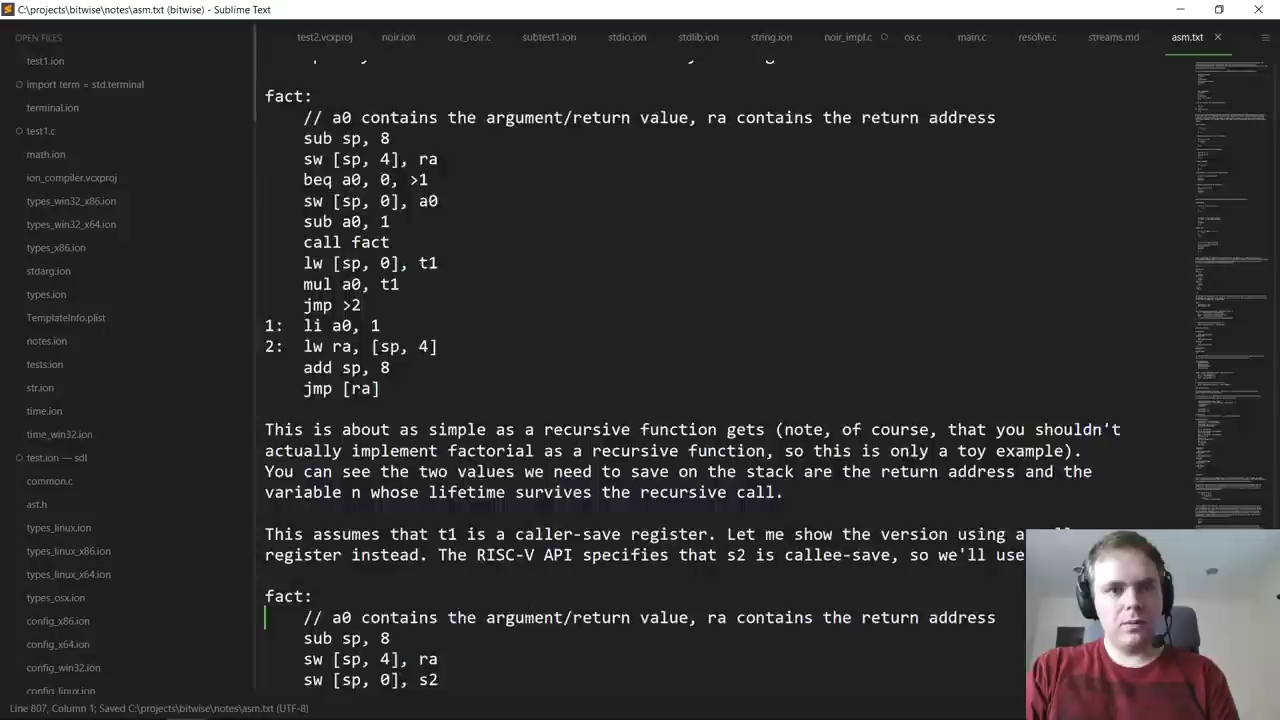 C:\projects\bitwise\notes\asm.txt (bitwise) - Sublime Text
OPEN FILES
test1.ion
import term = std.terminal
terminal.ion
test1.c
math.ion
ion_compiler.vcxproj
types_win32_x86.ion
types_win32_x64.ion
types_x86.ion
stdarg.ion
types.ion
TemplateInfo.plist
notes.ion
tests.ion
str.ion
time.ion
time_win32.ion
test.ion — sdl
common.c
ast.h
types_linux.ion
types_linux_x86.ion
types_linux_x64.ion
types_osx.ion
config_x86.ion
config_x64.ion
config_win32.ion
config_linux.ion
test2.vcxproj noir.ion out_noir.c subtest1.ion stdio.ion stdlib.ion string.ion noir_impl.c os.c main.c resolve.c streams.md asm.txt
fact:
// a0 contains the argument/return value, ra contains the return address
sub sp, 8
sw [sp, 4], ra
beq a0, 0, >1
sw [sp, 0], a0
sub a0, 1
call fact
lw [sp, 0], t1
mul a0, t1
jmp >2
1: li a0, 1
2: lw ra, [sp, 4]
add sp, 8
jmp [ra]
This is about as simple as a recursive function gets (note, of course, that you shouldn't
actually implement factorial as a recursive function, so this is only a toy example).
You can see the two values we need to save on the stack are the return address and the
variable n whose lifetime survives the recursive call.
This assumes that t1 is a caller-save register. Let me show the version using a
register instead. The RISC-V API specifies that s2 is callee-save, so we'll use
fact:
// a0 contains the argument/return value, ra contains the return address
sub sp, 8
sw [sp, 4], ra
sw [sp, 0], s2
Line 807, Column 1; Saved C:\projects\bitwise\notes\asm.txt (UTF-8)